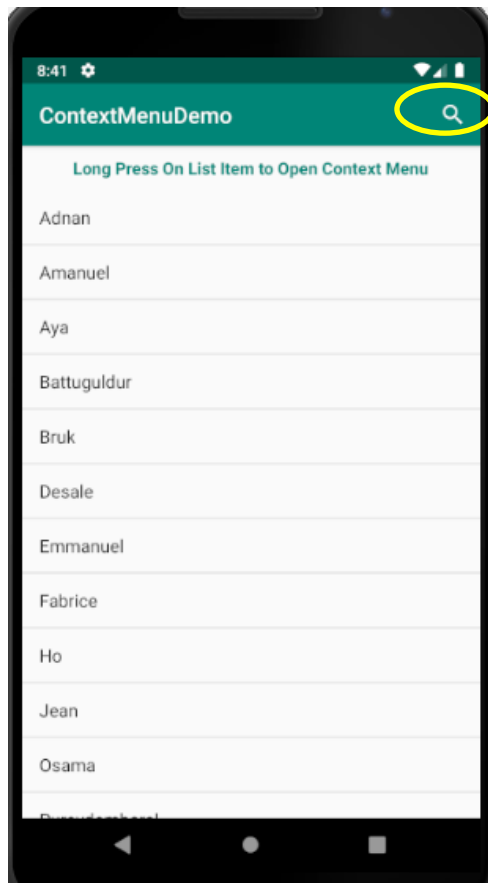 8:41
ContextMenuDemo
Long Press On List Item to Open Context Menu
Adnan
Amanuel
Aya
Battuguldur
Bruk
Desale
Emmanuel
Fabrice
Ho
Jean
Osama